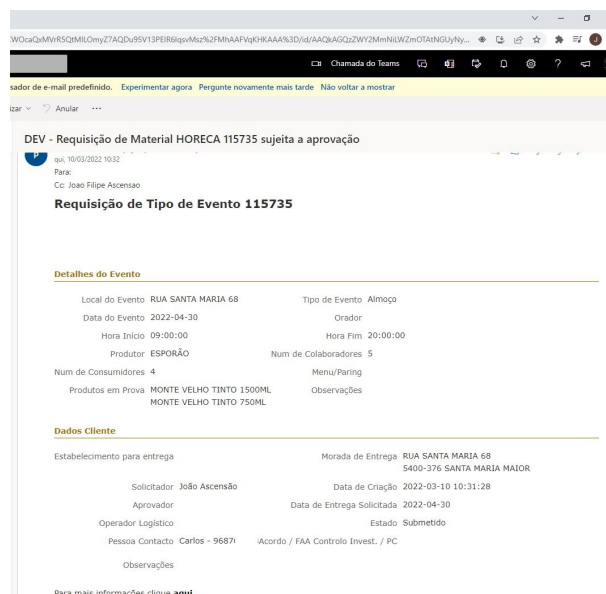 WOcaQxMVrR5QtMILOmyZ7AQDu9SV13PEIR6IqsvMsz%2FMhAAFVqKHKAAA%3D/id/AAQkAGQzZWY2MmNiLWZmOTAtNGUyNy...
Chamada do Teams
sador de e-mail predefinido. Experimentar agora Pergunte novamente mais tarde Não voltar a mostrar
izar Anular ...
DEV - Requisição de Material HORECA 115735 sujeita a aprovação
P
qui, 10/03/2022 10:32
Para:
Cc: Joao Filipe Ascensao
Requisição de Tipo de Evento 115735
Detalhes do Evento
Local do Evento RUA SANTA MARIA 68 Tipo de Evento Almoço
Data do Evento 2022-04-30 Orador
Hora Início 09:00:00 Hora Fim 20:00:00
Produtor ESPORÃO Num de Colaboradores 5
Num de Consumidores 4 Menu/Paring
Produtos em Prova MONTE VELHO TINTO 1500ML Observações
MONTE VELHO TINTO 750ML
Dados Cliente
Estabelecimento para entrega Morada de Entrega RUA SANTA MARIA 68
5400-376 SANTA MARIA MAIOR
Solicitador João Ascensão Data de Criação 2022-03-10 10:31:28
Aprovador Data de Entrega Solicitada 2022-04-30
Operador Logístico Estado Submetido
Pessoa Contacto Carlos - 9687 Acordo / FAA Controlo Invest. / PC
Observações
Para mais informações clique aqui